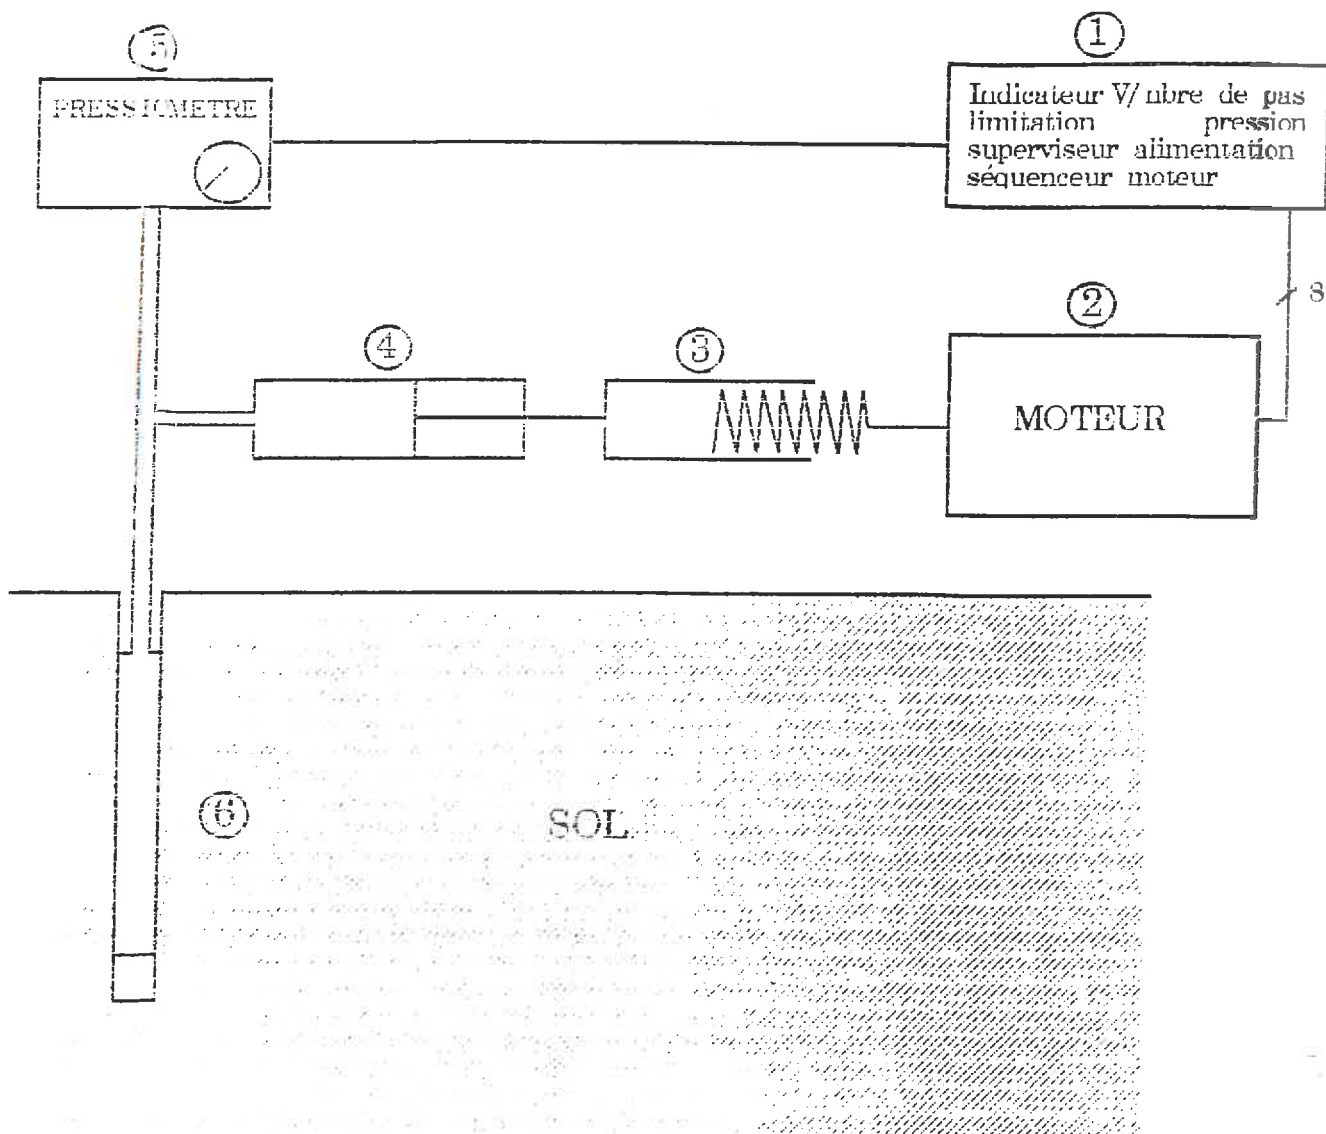 5
1
PRESSIOMETRE
Indicateur V/nbre de pas
limitation pression
superviseur alimentation
séquenceur moteur
8
2
4
3
MOTEUR
6
SOL